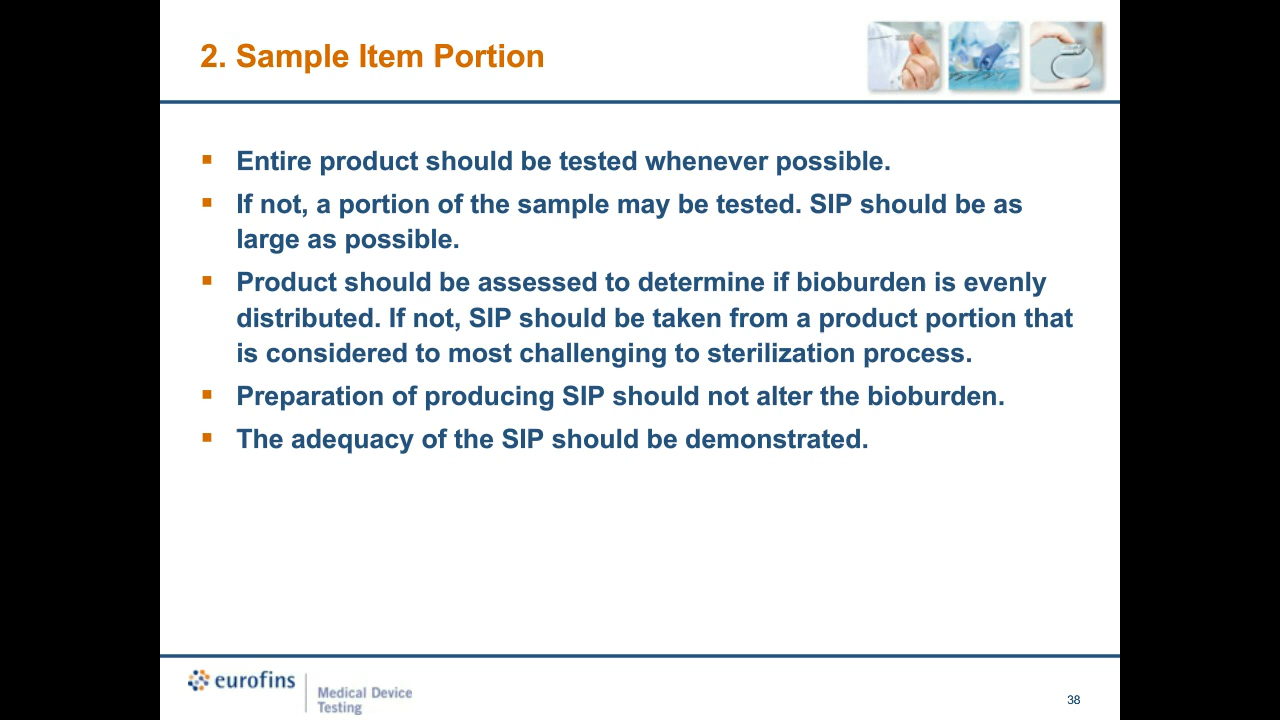 2. Sample Item Portion
▪ Entire product should be tested whenever possible.
▪ If not, a portion of the sample may be tested. SIP should be as
large as possible.
▪ Product should be assessed to determine if bioburden is evenly
distributed. If not, SIP should be taken from a product portion that
is considered to most challenging to sterilization process.
▪ Preparation of producing SIP should not alter the bioburden.
▪ The adequacy of the SIP should be demonstrated.
eurofins
Medical Device
Testing
38